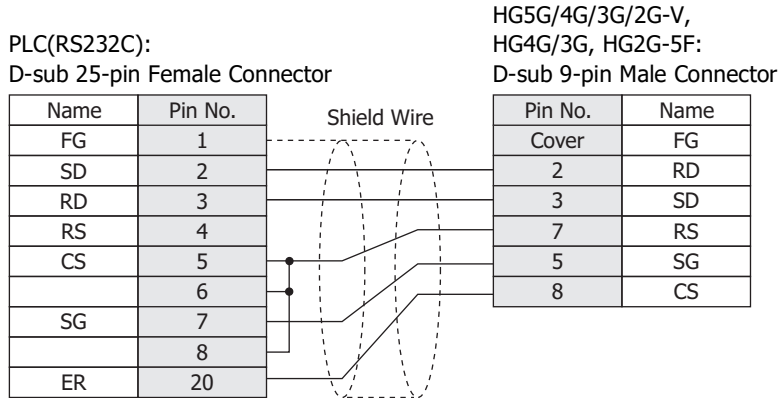 HG5G/4G/3G/2G-V,
PLC(RS232C): HG4G/3G, HG2G-5F:
D-sub 25-pin Female Connector D-sub 9-pin Male Connector
Name Pin No. Shield Wire Pin No. Name
FG 1 Cover FG
SD 2 2 RD
RD 3 3 SD
RS 4 7 RS
CS 5 5 SG
6 8 CS
SG 7
8
ER 20